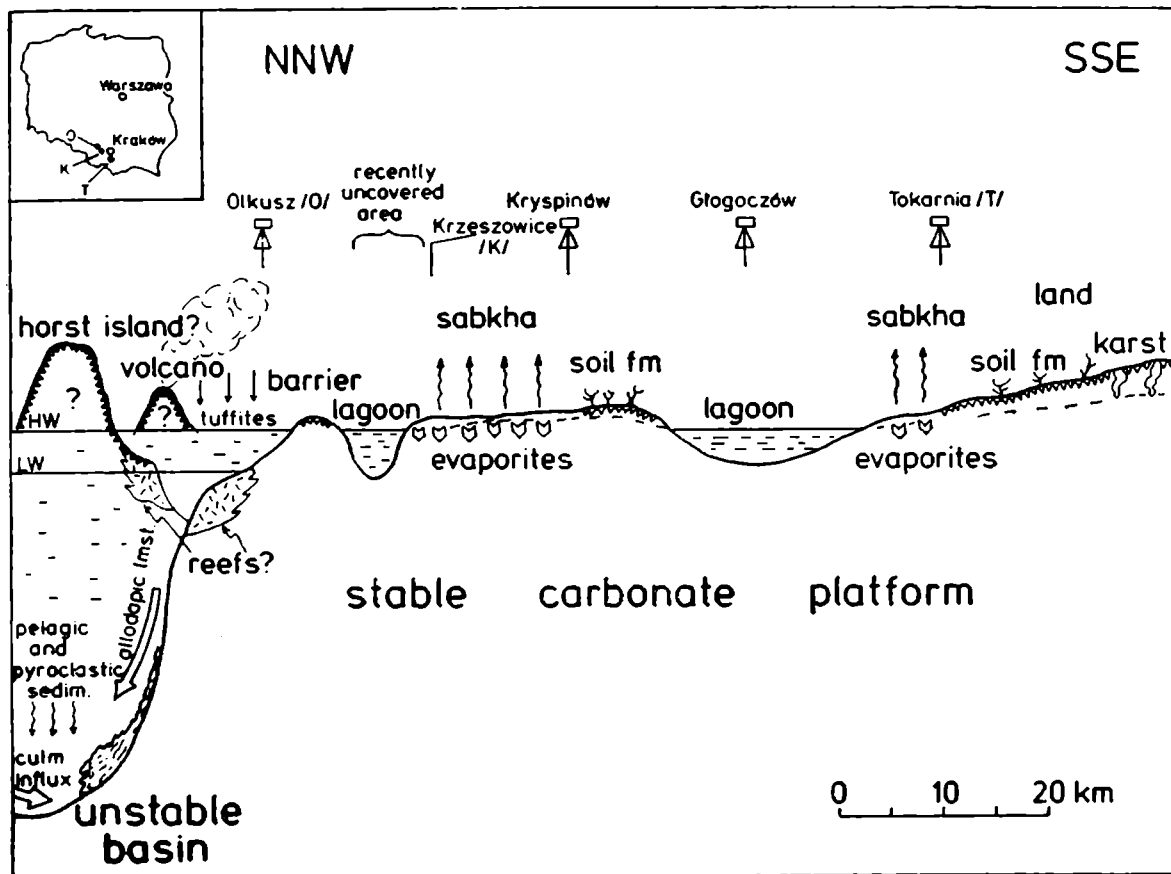 NNW
SSE
Warszawa
O
Kraków
K
T
Olkusz /O/
recently
uncovered
area
Krzeszowice
/K/
Kryspinów
Głogoczów
Tokarnia /T/
horst island?
?
volcano
?
tuffites
barrier
lagoon
sabkha
evaporites
soil fm
lagoon
sabkha
evaporites
land
soil fm
karst
HW
LW
reefs?
allodapic lmst.
pelagic
and
pyroclastic
sedim.
culm
influx
unstable
basin
stable carbonate platform
0 10 20 km